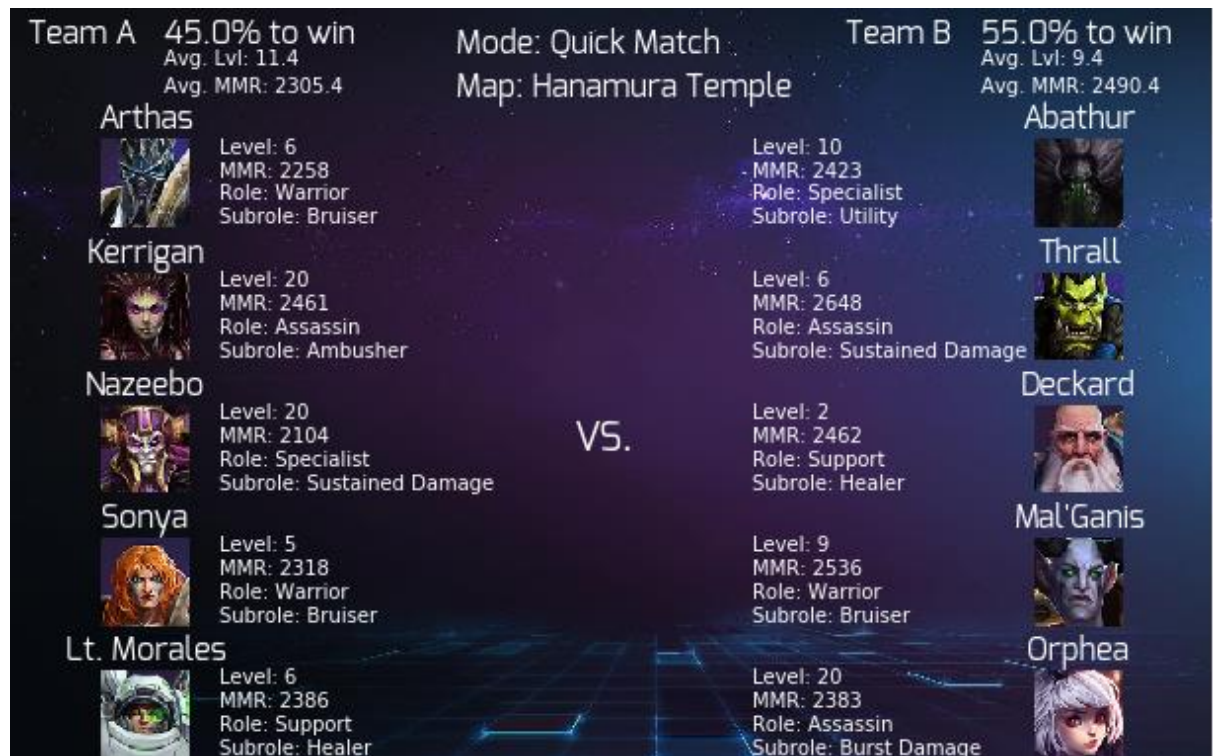 Team A 45.0% to win
Avg. Lvl: 11.4
Avg. MMR: 2305.4
Mode: Quick Match
Map: Hanamura Temple
Team B 55.0% to win
Avg. Lvl: 9.4
Avg. MMR: 2490.4
Arthas
Level: 6
MMR: 2258
Role: Warrior
Subrole: Bruiser
Kerrigan
Level: 20
MMR: 2461
Role: Assassin
Subrole: Ambusher
Nazeebo
Level: 20
MMR: 2104
Role: Specialist
Subrole: Sustained Damage
Sonya
Level: 5
MMR: 2318
Role: Warrior
Subrole: Bruiser
Lt. Morales
Level: 6
MMR: 2386
Role: Support
Subrole: Healer
VS.
Abathur
Level: 10
MMR: 2423
Role: Specialist
Subrole: Utility
Thrall
Level: 6
MMR: 2648
Role: Assassin
Subrole: Sustained Damage
Deckard
Level: 2
MMR: 2462
Role: Support
Subrole: Healer
Mal'Ganis
Level: 9
MMR: 2536
Role: Warrior
Subrole: Bruiser
Orphea
Level: 20
MMR: 2383
Role: Assassin
Subrole: Burst Damage